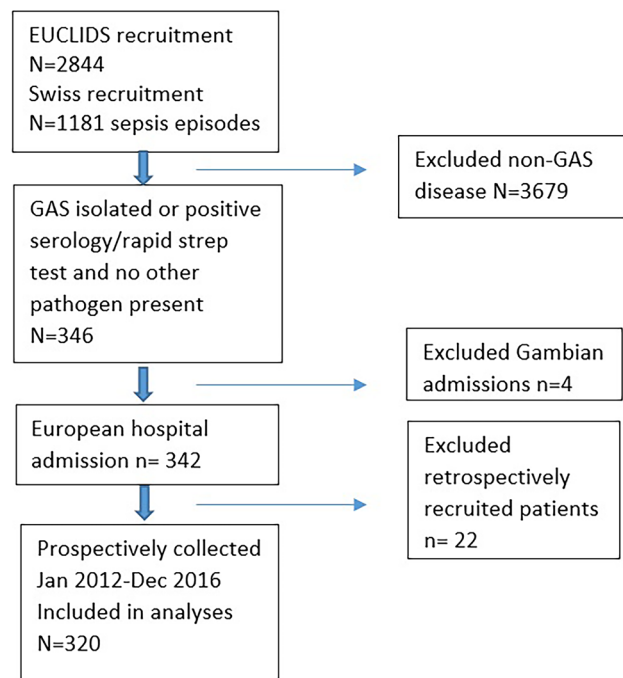 EUCLIDS recruitment
N=2844
Swiss recruitment
N=1181 sepsis episodes
Excluded non-GAS
disease N=3679
GAS isolated or positive
serology/rapid strep
test and no other
pathogen present
N=346
Excluded Gambian
admissions n=4
European hospital
admission n= 342
Excluded
retrospectively
recruited patients
n= 22
Prospectively collected
Jan 2012-Dec 2016
Included in analyses
N=320